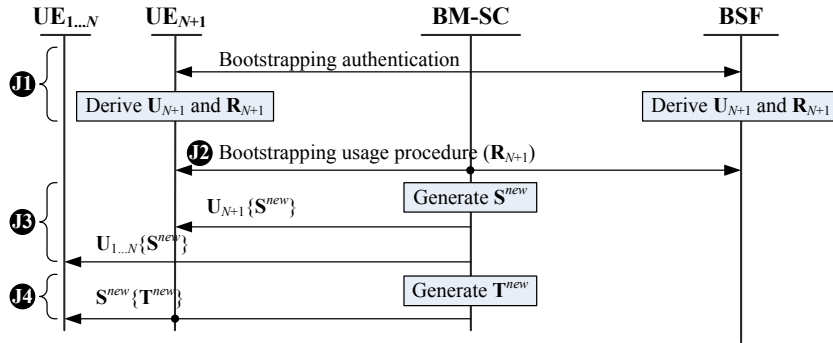 UE1...N UEN+1 BM-SC BSF
J1 Bootstrapping authentication
Derive UN+1 and RN+1 Derive UN+1 and RN+1
J2 Bootstrapping usage procedure (RN+1)
Generate Snew
J3 UN+1{Snew}
U1...N{Snew}
J4 Snew{Tnew} Generate Tnew